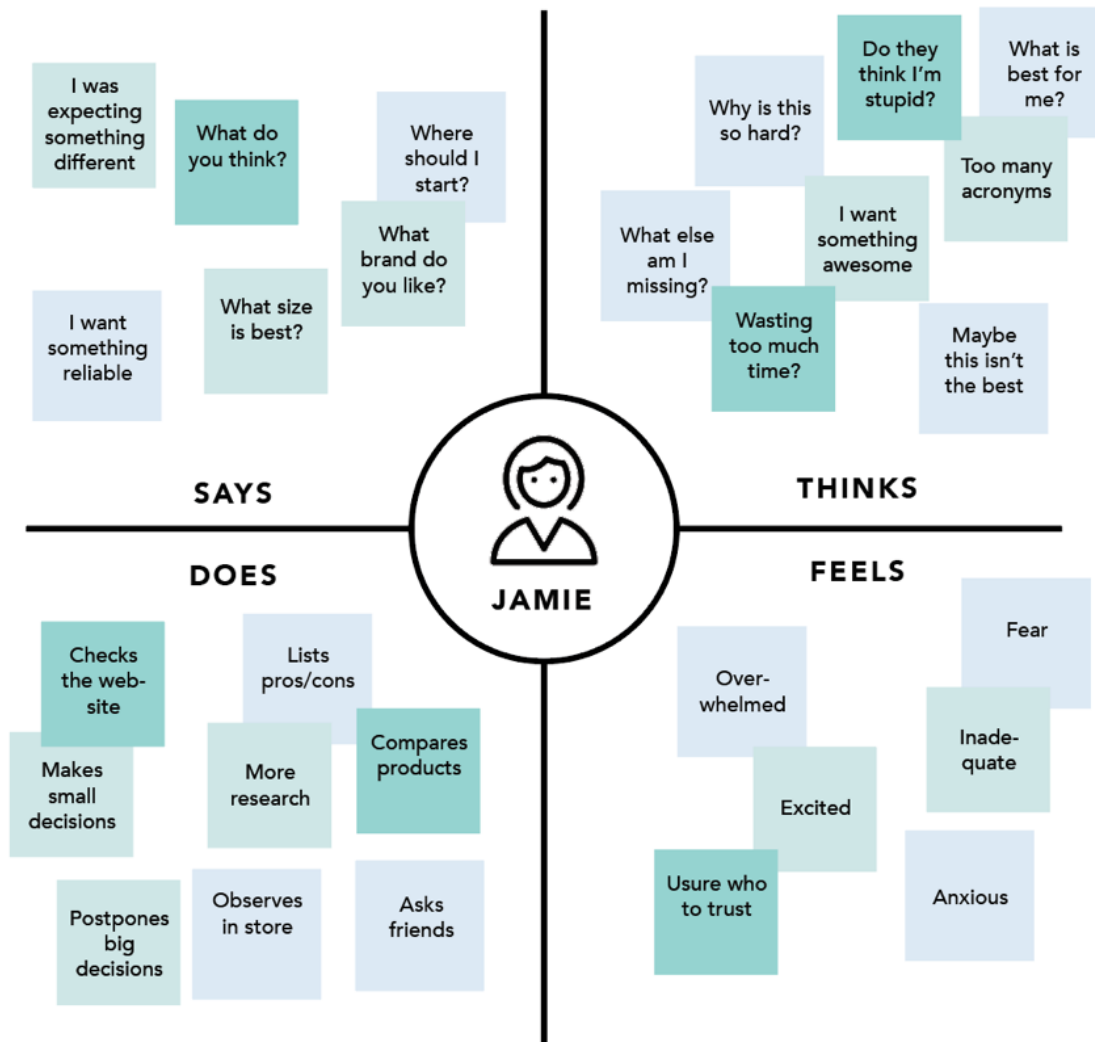 I was
expecting
something
different
What do
you think?
Where
should I
start?
What
brand do
you like?
What size
is best?
I want
something
reliable
SAYS
Do they
think I'm
stupid?
What is
best for
me?
Why is this
so hard?
Too many
acronyms
I want
something
awesome
What else
am I
missing?
Wasting
too much
time?
Maybe
this isn't
the best
THINKS
JAMIE
DOES
Checks
the web-
site
Lists
pros/cons
Makes
small
decisions
More
research
Compares
products
Postpones
big
decisions
Observes
in store
Asks
friends
FEELS
Fear
Over-
whelmed
Inade-
quate
Excited
Usure who
to trust
Anxious